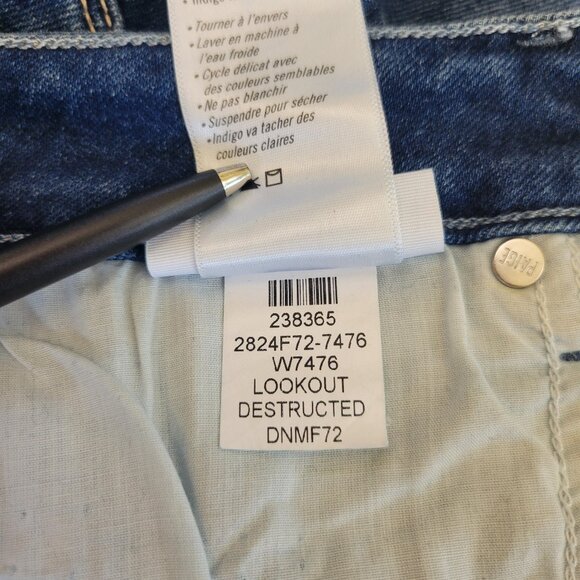 • Tourner à l'envers
• Laver en machine à
l'eau froide
• Cycle délicat avec
des couleurs semblables
• Ne pas blanchir
• Suspendre pour sécher
• Indigo va tacher des
couleurs claires
PAIGE
238365
2824F72-7476
W7476
LOOKOUT
DESTRUCTED
DNMF72